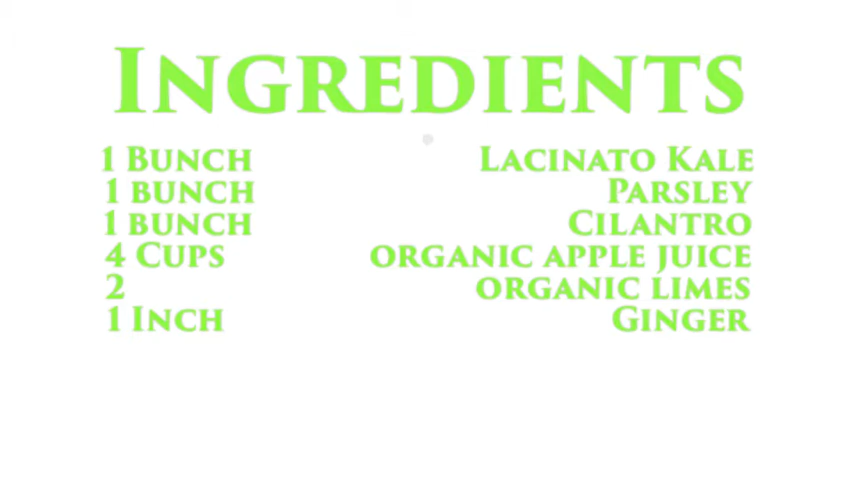 Ingredients
1 Bunch Lacinato Kale
1 bunch Parsley
1 bunch Cilantro
4 Cups organic apple juice
2 organic limes
1 Inch Ginger